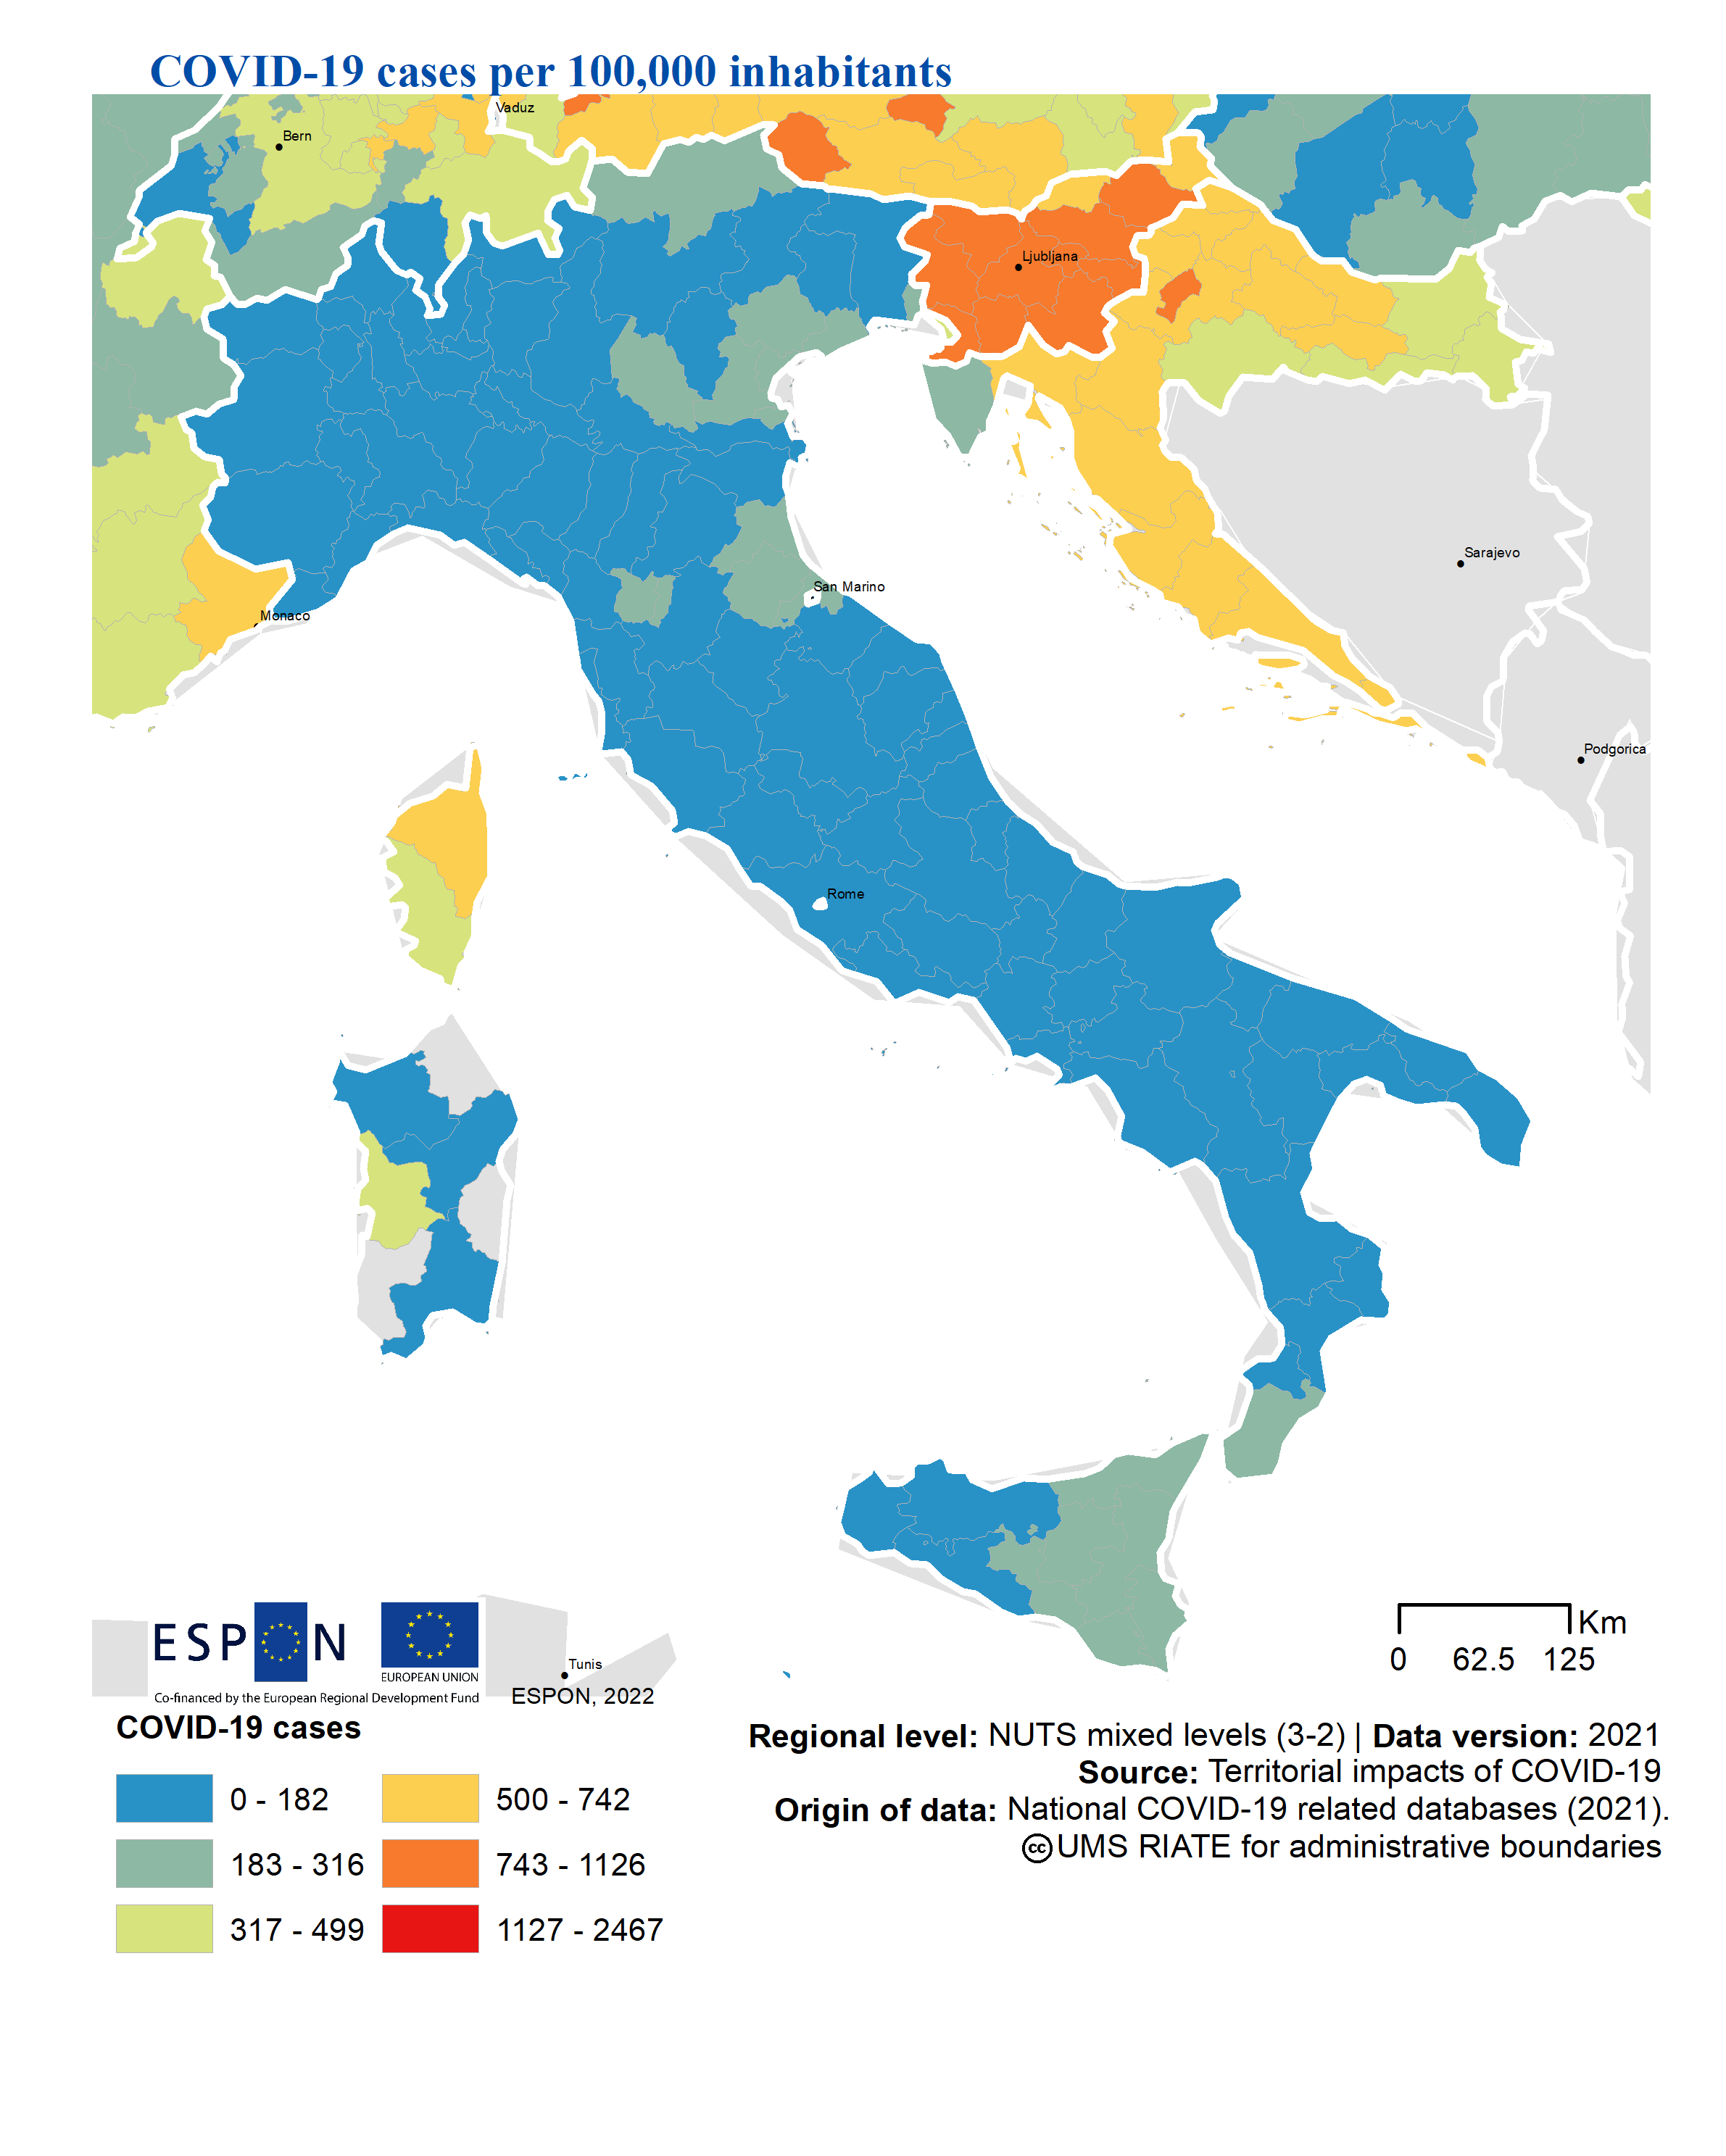 COVID-19 cases per 100,000 inhabitants
Vaduz
Bern
Ljubljana
Sarajevo
San Marino
Monaco
Podgorica
Rome
ESPON
EUROPEAN UNION
Co-financed by the European Regional Development Fund
Tunis
ESPON, 2022
Km
0 62.5 125
COVID-19 cases
0 - 182
183 - 316
317 - 499
500 - 742
743 - 1126
1127 - 2467
Regional level: NUTS mixed levels (3-2) | Data version: 2021
Source: Territorial impacts of COVID-19
Origin of data: National COVID-19 related databases (2021).
cc UMS RIATE for administrative boundaries